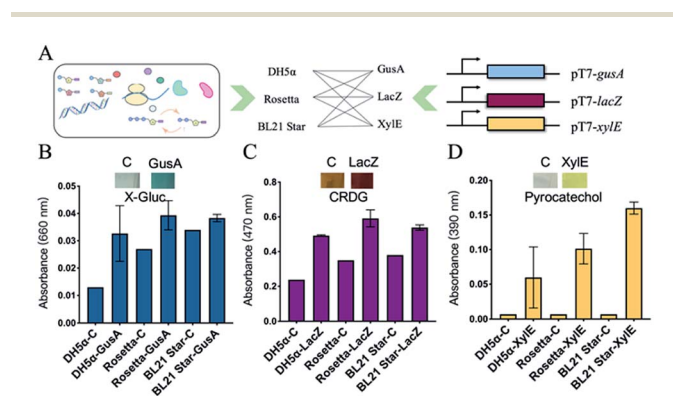 A
DH5α
Rosetta
BL21 Star
GusA
LacZ
XylE
pT7-gusA
pT7-lacZ
pT7-xylE
B
C GusA
X-Gluc
Absorbance (660 nm)
0.05
0.04
0.03
0.02
0.01
0.00
DH5α-C
DH5α-GusA
Rosetta-C
Rosetta-GusA
BL21 Star-C
BL21 Star-GusA
C
C LacZ
CRDG
Absorbance (470 nm)
0.8
0.6
0.4
0.2
0.0
DH5α-C
DH5α-LacZ
Rosetta-C
Rosetta-LacZ
BL21 Star-C
BL21 Star-LacZ
D
C XylE
Pyrocatechol
Absorbance (390 nm)
0.20
0.15
0.10
0.05
0.00
DH5α-C
DH5α-XylE
Rosetta-C
Rosetta-XylE
BL21 Star-C
BL21 Star-XylE